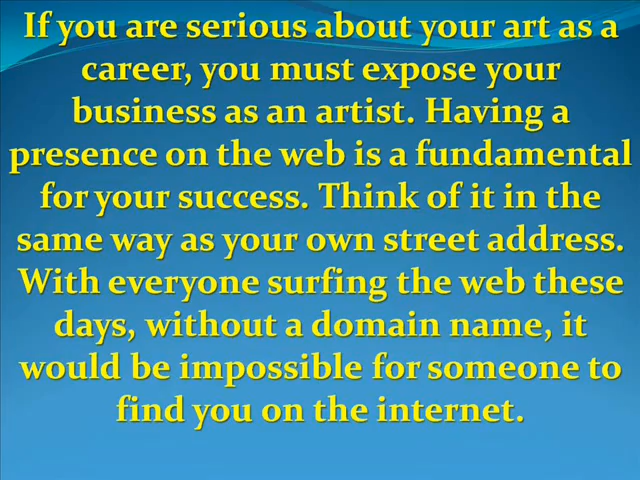 If you are serious about your art as a
career, you must expose your
business as an artist. Having a
presence on the web is a fundamental
for your success. Think of it in the
same way as your own street address.
With everyone surfing the web these
days, without a domain name, it
would be impossible for someone to
find you on the internet.